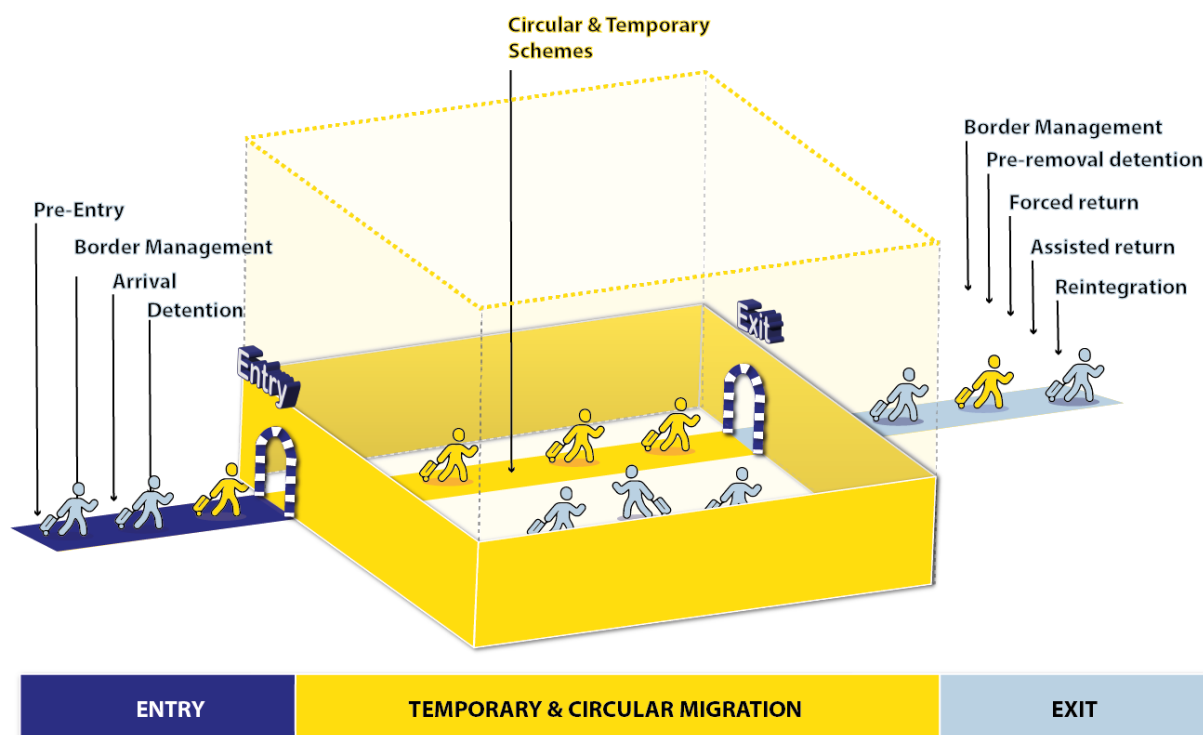 Circular & Temporary
Schemes
Border Management
Pre-removal detention
Forced return
Assisted return
Reintegration
Pre-Entry
Border Management
Arrival
Detention
Exit
Entry
ENTRY
TEMPORARY & CIRCULAR MIGRATION
EXIT